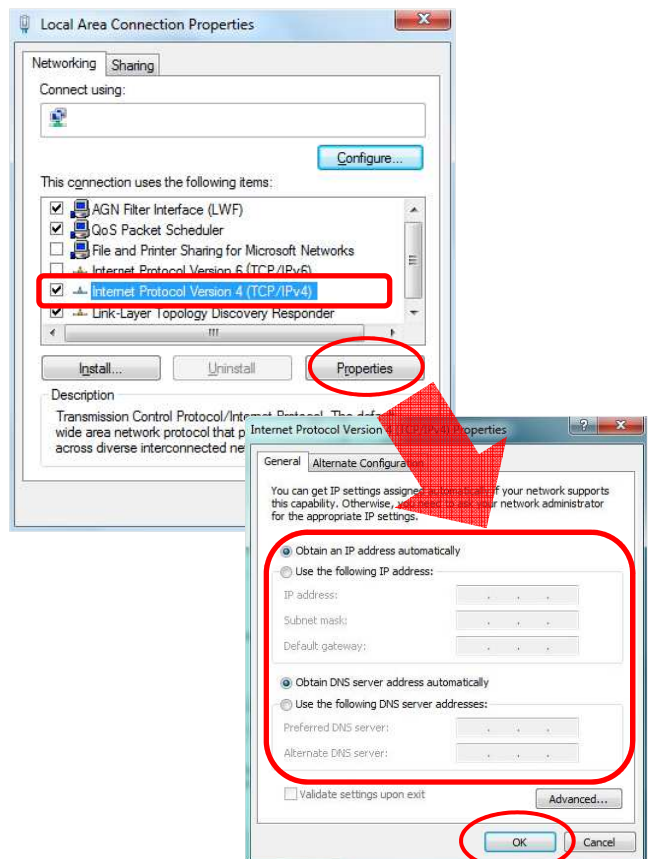 Local Area Connection Properties
Networking Sharing
Connect using:
Configure...
This connection uses the following items:
AGN Filter Interface (LWF)
QoS Packet Scheduler
File and Printer Sharing for Microsoft Networks
Internet Protocol Version 6 (TCP/IPv6)
Internet Protocol Version 4 (TCP/IPv4)
Link-Layer Topology Discovery Responder
Install... Uninstall Properties
Description
Transmission Control Protocol/Internet Protocol. The
wide area network protocol that
across diverse interconnected
Internet Protocol Version 4 (TCP/IPv4) Properties
General Alternate Configuration
You can get IP settings assigned automatically if your network supports
this capability. Otherwise, you need to ask your network administrator
for the appropriate IP settings.
Obtain an IP address automatically
Use the following IP address:
IP address:
Subnet mask:
Default gateway:
Obtain DNS server address automatically
Use the following DNS server addresses:
Preferred DNS server:
Alternate DNS server:
Validate settings upon exit
Advanced...
OK Cancel